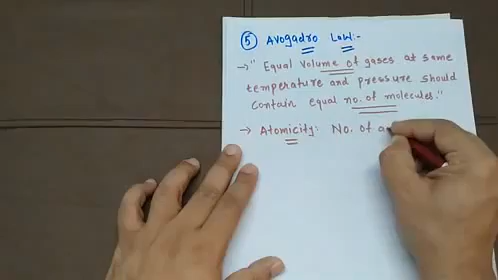 ⑤ Avogadro Law:-
→" Equal Volume of gases at same
temperature and pressure should
contain equal no. of molecules."
→ Atomicity: No. of a